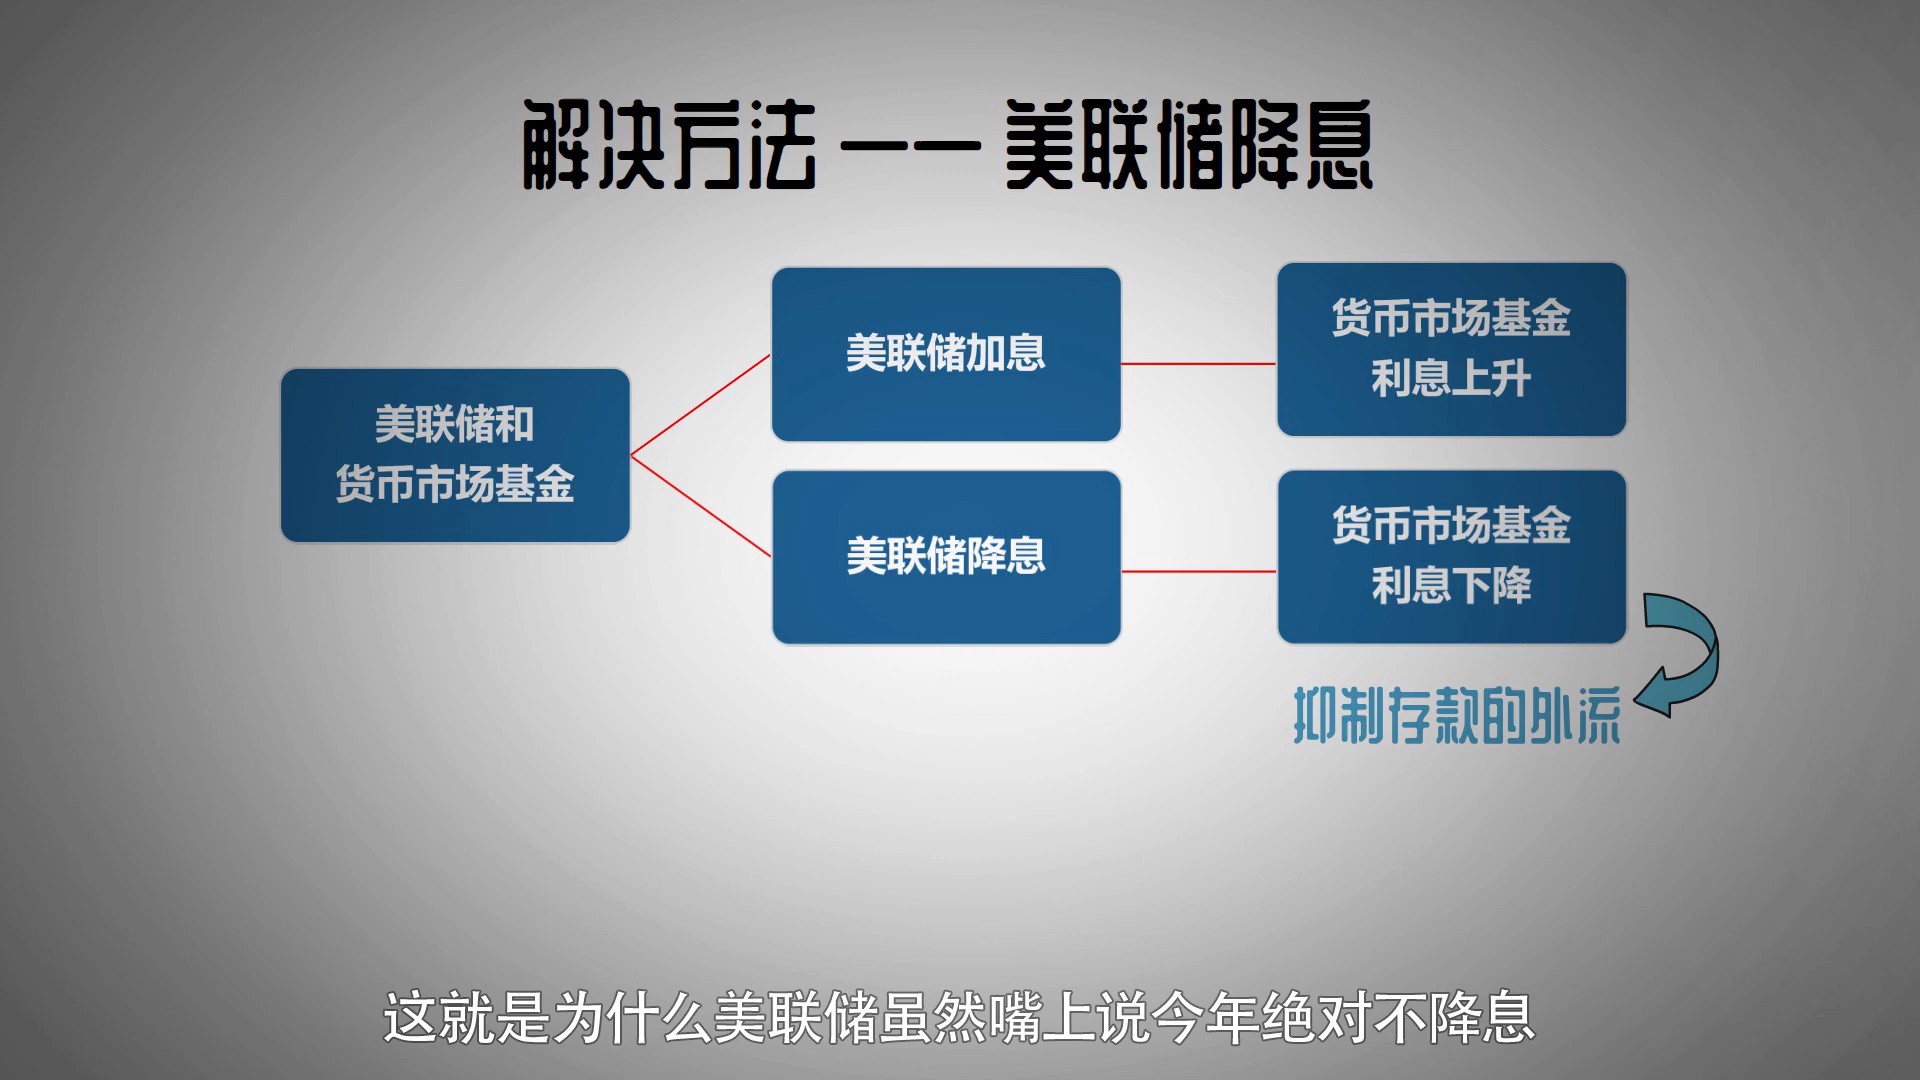 解决方法 —— 美联储降息
美联储和
货币市场基金
美联储加息
货币市场基金
利息上升
美联储降息
货币市场基金
利息下降
抑制存款的外流
这就是为什么美联储虽然嘴上说今年绝对不降息